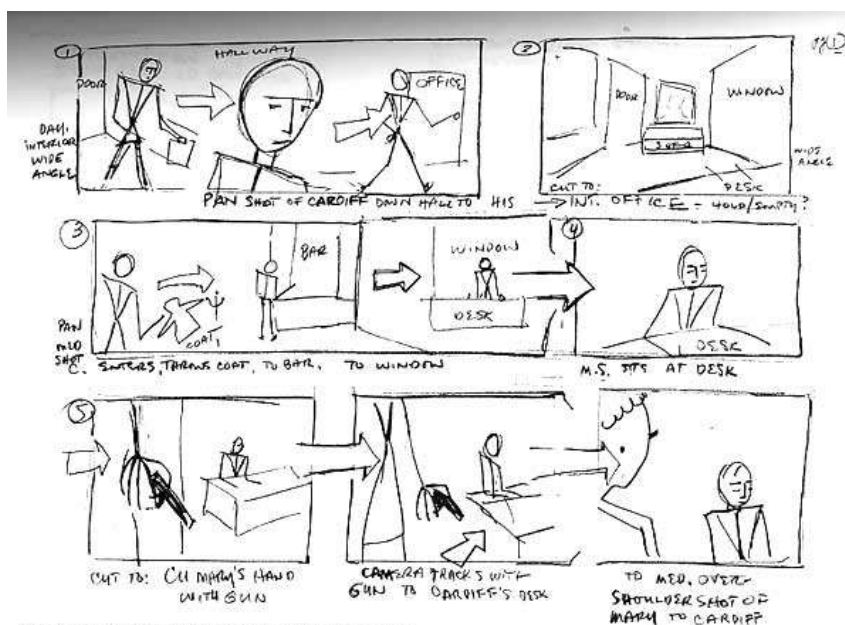 pg ①
①
HALLWAY
DOOR
OFFICE
DAY,
INTERIOR
WIDE
ANGLE
PAN SHOT OF CARDIFF DOWN HALL TO HIS
②
DOOR
WINDOW
WIDE
ANGLE
CUT TO:
DESK
INT. OFFICE - HOLD/EMPTY?
③
BAR
WINDOW
COAT
DESK
PAN
MED
SHOT
C. ENTERS, THROWS COAT, TO BAR, TO WINDOW
④
DESK
M.S. SITS AT DESK
⑤
CUT TO: CU MARY'S HAND
WITH GUN
CAMERA TRACKS WITH
GUN TO CARDIFF'S DESK
TO MED. OVER-
SHOULDER SHOT OF
MARY TO CARDIFF